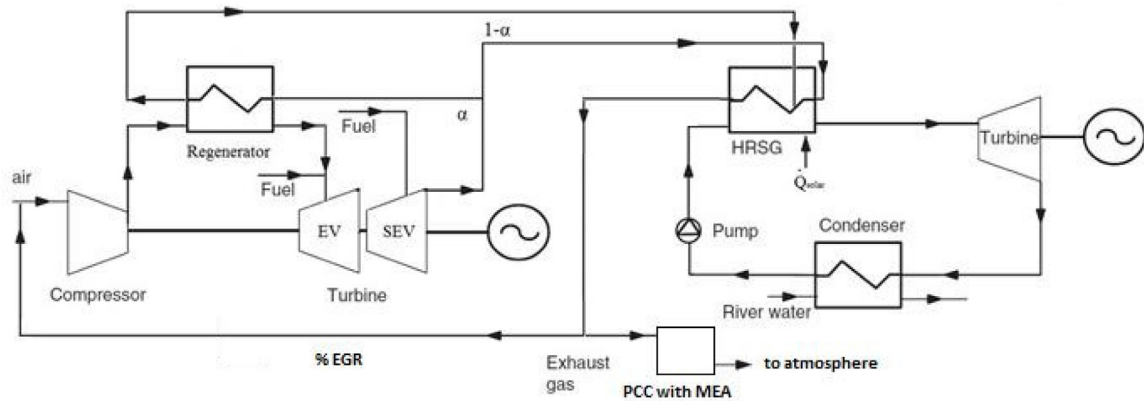 1-α
α
Fuel
Regenerator
air
Fuel
EV
SEV
Compressor
Turbine
HRSG
Q̇solar
Turbine
Pump
Condenser
River water
% EGR
Exhaust
gas
PCC with MEA
to atmosphere